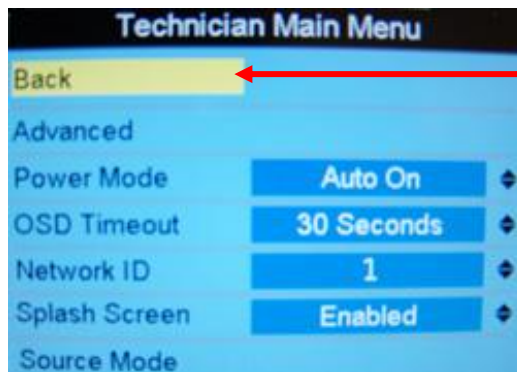 Technician Main Menu
Back
Advanced
Power Mode Auto On
OSD Timeout 30 Seconds
Network ID 1
Splash Screen Enabled
Source Mode